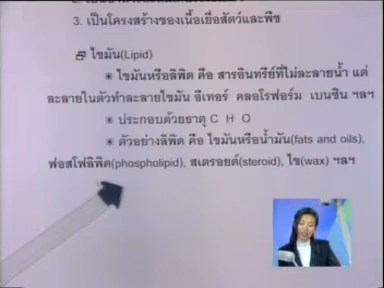 3. เป็นโครงสร้างของเนื้อเยื่อสัตว์และพืช
ไขมัน(Lipid)
ไขมันหรือลิพิด คือ สารอินทรีย์ที่ไม่ละลายน้ำ แต่
ละลายในตัวทำละลายไขมัน อีเทอร์ คลอโรฟอร์ม เบนซิน ฯลฯ
ประกอบด้วยธาตุ C H O
ตัวอย่างลิพิด คือ ไขมันหรือน้ำมัน(fats and oils),
ฟอสโฟลิพิด(phospholipid), สเตรอยด์(steroid), ไข(wax) ฯลฯ